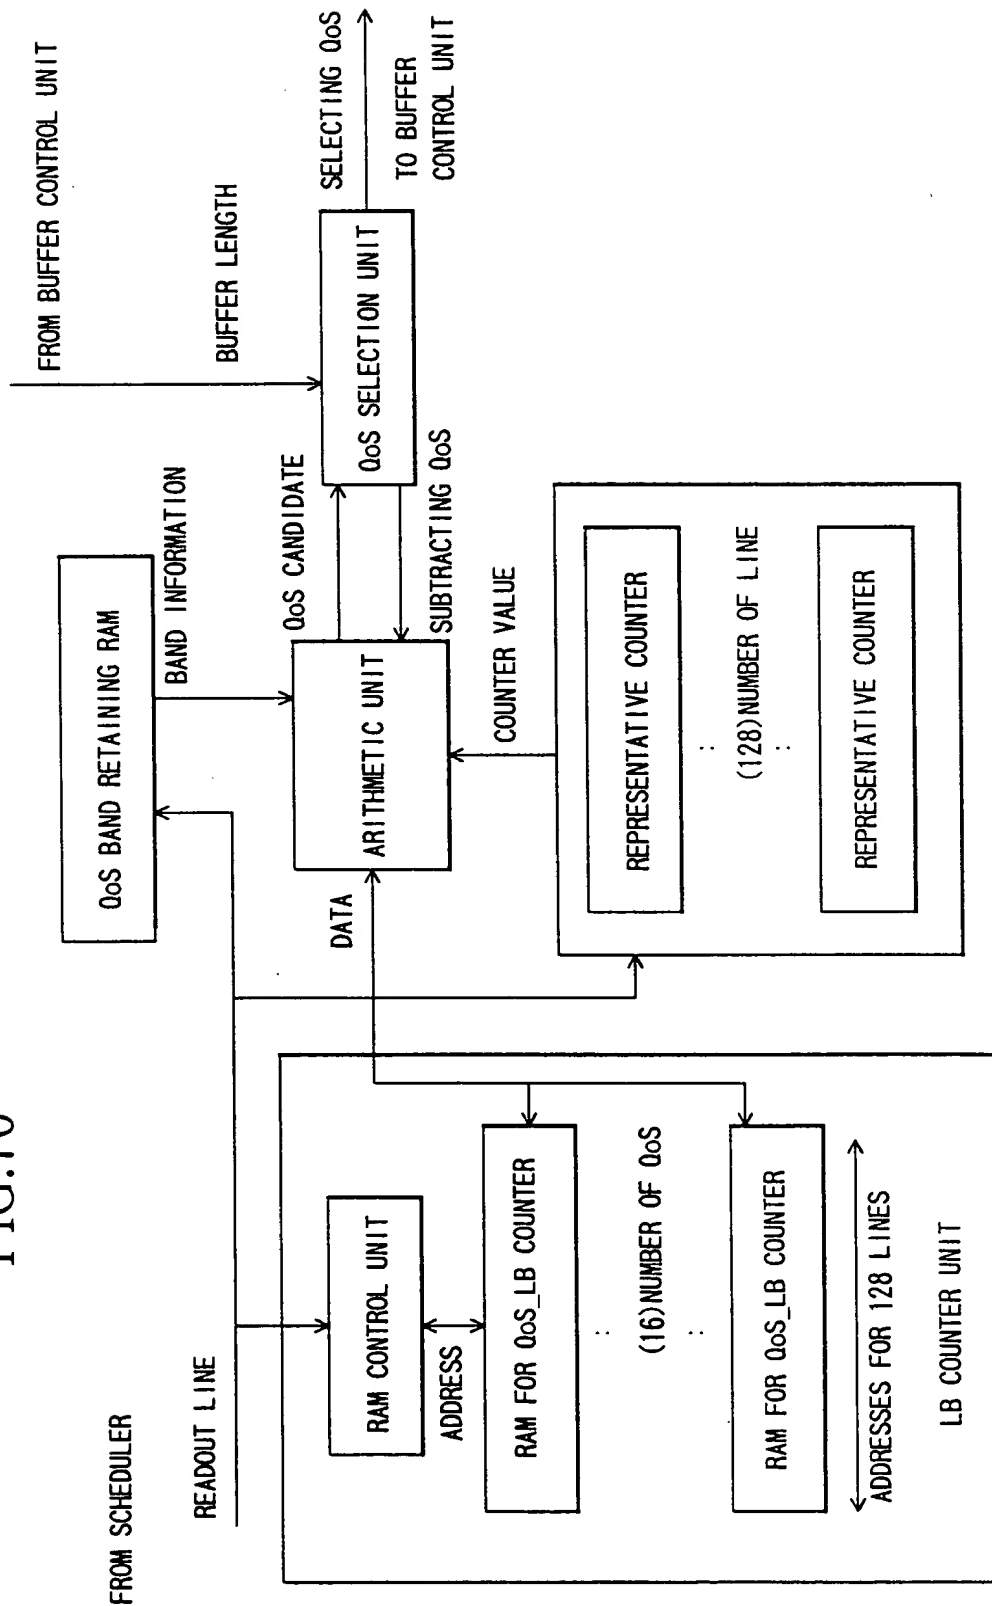 FROM SCHEDULER
READOUT LINE
FROM BUFFER CONTROL UNIT
QoS BAND RETAINING RAM
BAND INFORMATION
BUFFER LENGTH
RAM CONTROL UNIT
ADDRESS
DATA
ARITHMETIC UNIT
QoS CANDIDATE
SUBTRACTING QoS
QoS SELECTION UNIT
SELECTING QoS
TO BUFFER
CONTROL UNIT
RAM FOR QoS_LB COUNTER
:
(16)NUMBER OF QoS
:
RAM FOR QoS_LB COUNTER
ADDRESSES FOR 128 LINES
LB COUNTER UNIT
COUNTER VALUE
REPRESENTATIVE COUNTER
:
(128)NUMBER OF LINE
:
REPRESENTATIVE COUNTER